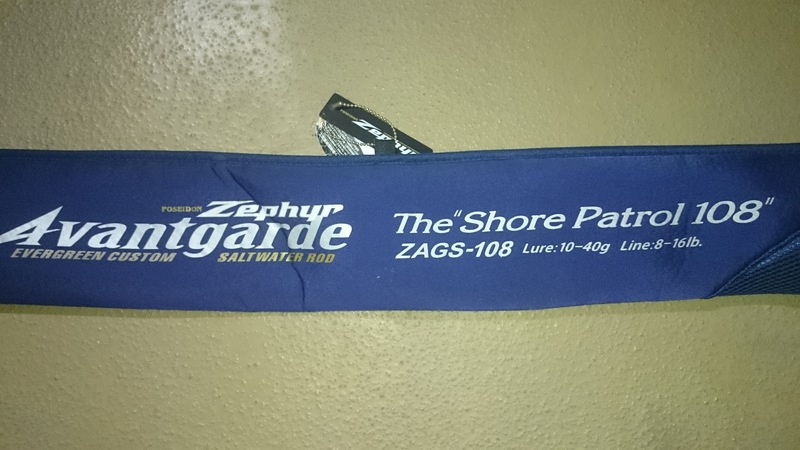 Zephyr
POSEIDON Zephyr
Avantgarde
EVERGREEN CUSTOM SALTWATER ROD
The "Shore Patrol 108"
ZAGS-108 Lure:10-40g Line:8-16lb.